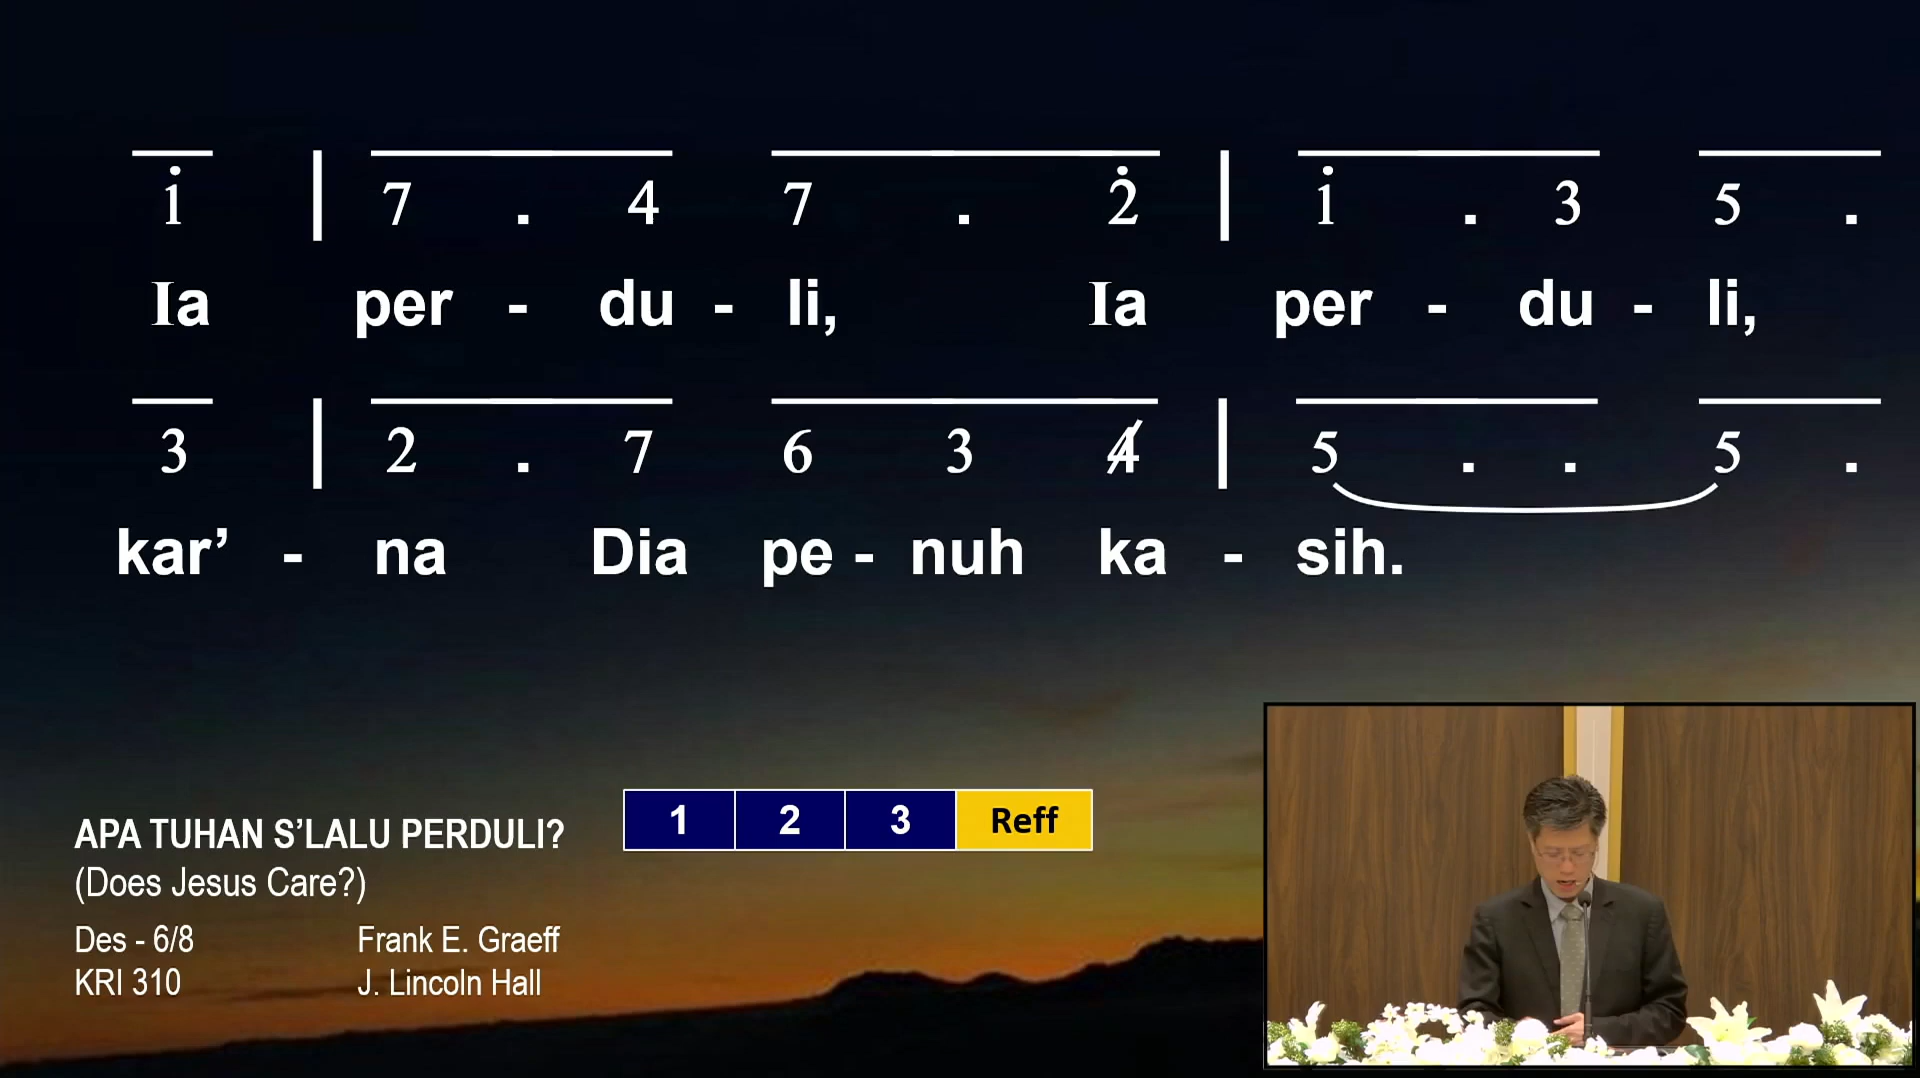 i̇ | 7 . 4 7 . 2̇ | i̇ . 3 5 .
Ia per - du - li, Ia per - du - li,
3 | 2 . 7 6 3 4̸ | 5 . . 5 .
kar’ - na Dia pe - nuh ka - sih.
1 2 3 Reff
APA TUHAN S’LALU PERDULI?
(Does Jesus Care?)
Des - 6/8 Frank E. Graeff
KRI 310 J. Lincoln Hall